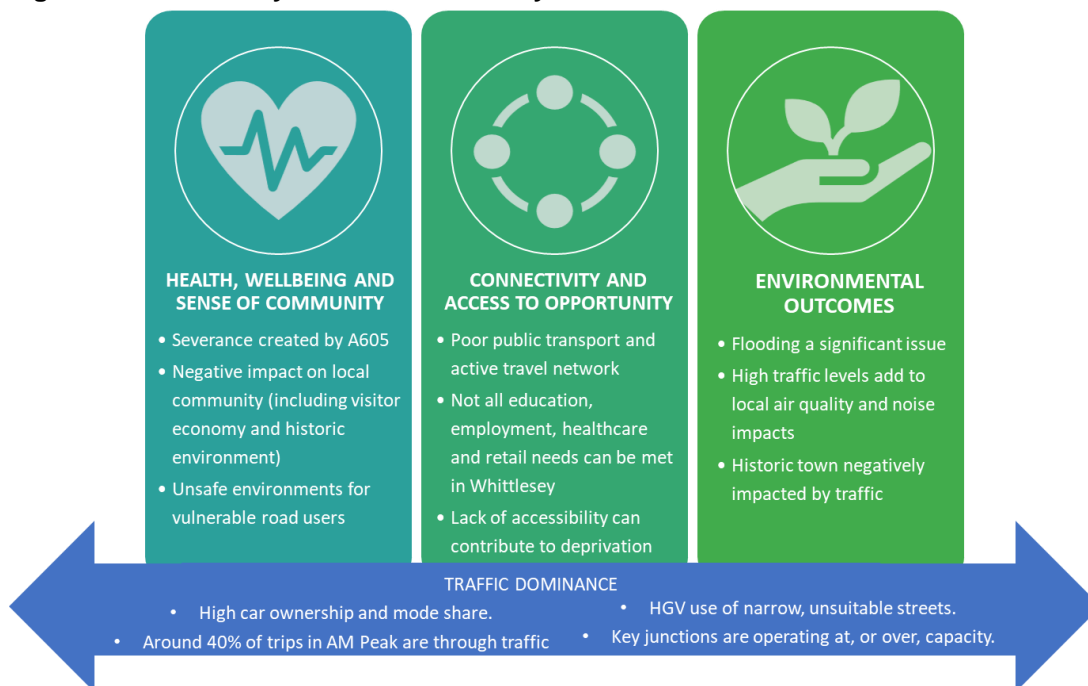 HEALTH, WELLBEING AND
SENSE OF COMMUNITY
• Severance created by A605
• Negative impact on local
community (including visitor
economy and historic
environment)
• Unsafe environments for
vulnerable road users
CONNECTIVITY AND
ACCESS TO OPPORTUNITY
• Poor public transport and
active travel network
• Not all education,
employment, healthcare
and retail needs can be met
in Whittlesey
• Lack of accessibility can
contribute to deprivation
ENVIRONMENTAL
OUTCOMES
• Flooding a significant issue
• High traffic levels add to
local air quality and noise
impacts
• Historic town negatively
impacted by traffic
TRAFFIC DOMINANCE
• High car ownership and mode share.
• Around 40% of trips in AM Peak are through traffic
• HGV use of narrow, unsuitable streets.
• Key junctions are operating at, or over, capacity.